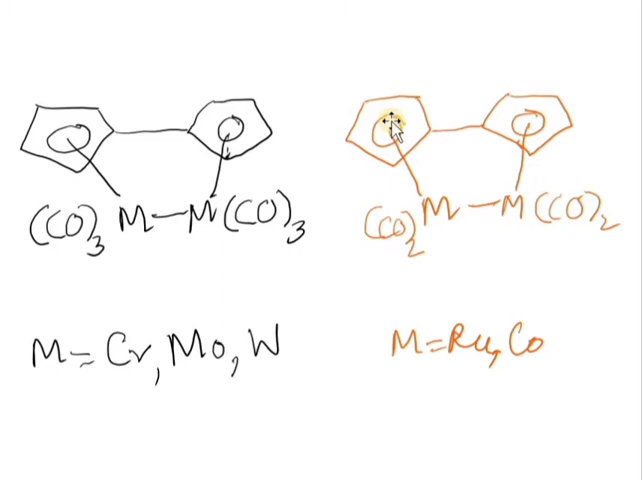 (CO)3 M—M(CO)3
(CO)2 M—M(CO)2
M=Cr, Mo, W
M=Ru, Co